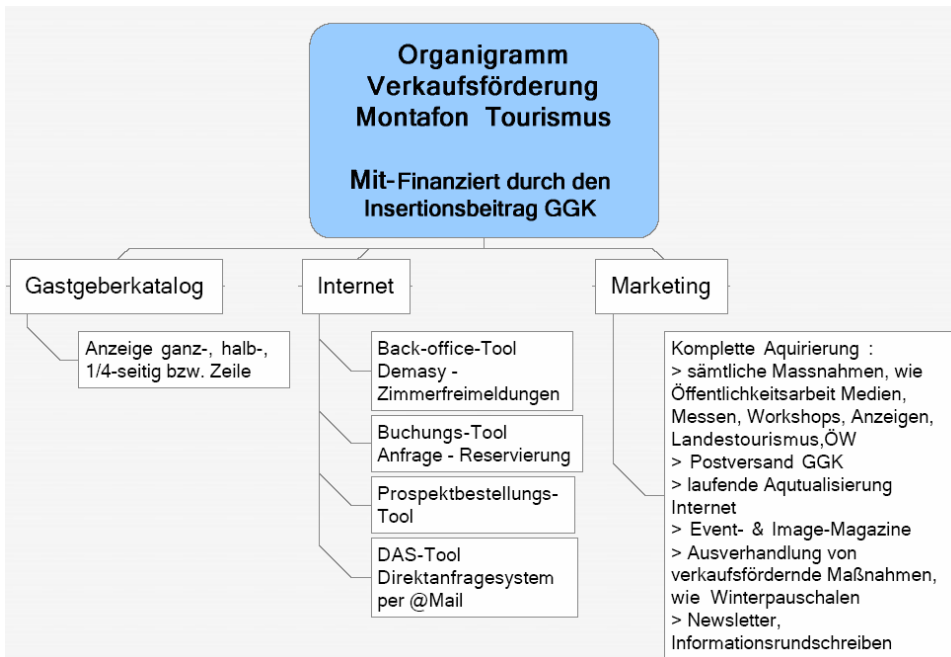 Organigramm
Verkaufsförderung
Montafon Tourismus
Mit-Finanziert durch den
Insertionsbeitrag GGK
Gastgeberkatalog
Anzeige ganz-, halb-,
1/4-seitig bzw. Zeile
Internet
Back-office-Tool
Demasy -
Zimmerfreimeldungen
Buchungs-Tool
Anfrage - Reservierung
Prospektbestellungs-
Tool
DAS-Tool
Direktanfragesystem
per @Mail
Marketing
Komplette Aquirierung :
> sämtliche Massnahmen, wie
Öffentlichkeitsarbeit Medien,
Messen, Workshops, Anzeigen,
Landestourismus,ÖW
> Postversand GGK
> laufende Aqutualisierung
Internet
> Event- & Image-Magazine
> Ausverhandlung von
verkaufsfördernde Maßnahmen,
wie Winterpauschalen
> Newsletter,
Informationsrundschreiben